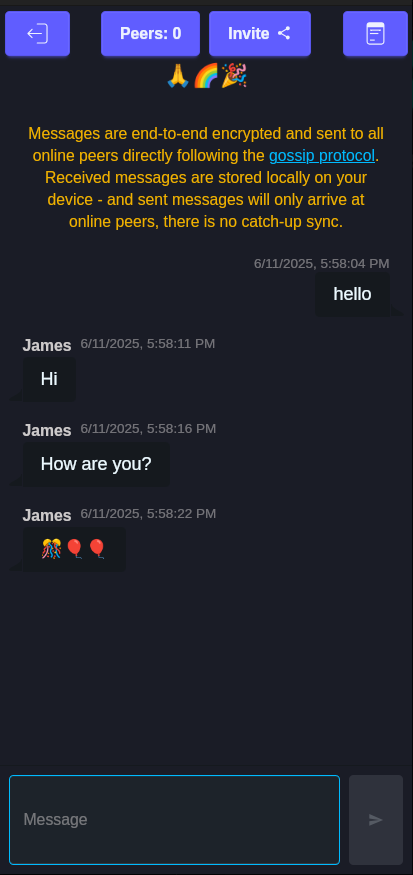 Peers: 0 Invite
🙏🌈🎉
Messages are end-to-end encrypted and sent to all
online peers directly following the gossip protocol.
Received messages are stored locally on your
device - and sent messages will only arrive at
online peers, there is no catch-up sync.
6/11/2025, 5:58:04 PM
hello
James 6/11/2025, 5:58:11 PM
Hi
James 6/11/2025, 5:58:16 PM
How are you?
James 6/11/2025, 5:58:22 PM
🎊🎈🎈
Message